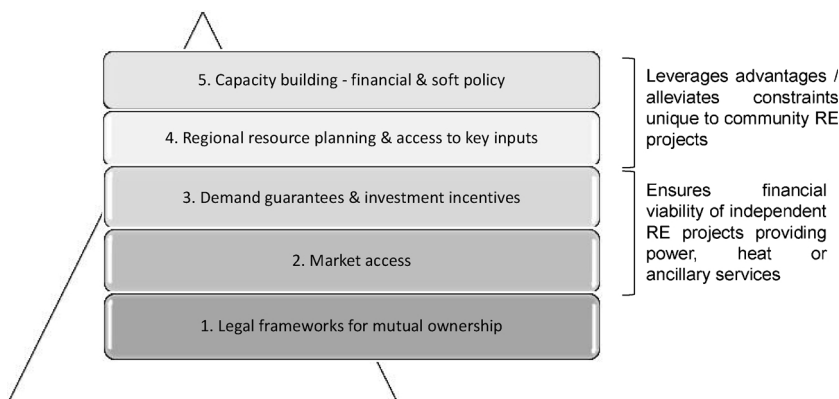 5. Capacity building - financial & soft policy
4. Regional resource planning & access to key inputs
3. Demand guarantees & investment incentives
2. Market access
1. Legal frameworks for mutual ownership
Leverages advantages /
alleviates constraints
unique to community RE
projects
Ensures financial
viability of independent
RE projects providing
power, heat or
ancillary services